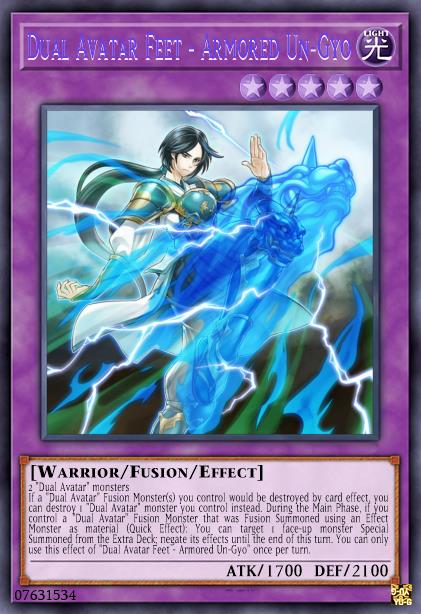 Dual Avatar Feet - Armored Un-Gyo
LIGHT
光
[Warrior/Fusion/Effect]
2 "Dual Avatar" monsters
If a "Dual Avatar" Fusion Monster(s) you control would be destroyed by card effect, you
can destroy 1 "Dual Avatar" monster you control instead. During the Main Phase, if you
control a "Dual Avatar" Fusion Monster that was Fusion Summoned using an Effect
Monster as material (Quick Effect): You can target 1 face-up monster Special
Summoned from the Extra Deck; negate its effects until the end of this turn. You can only
use this effect of "Dual Avatar Feet - Armored Un-Gyo" once per turn.
ATK/1700 DEF/2100
07631534